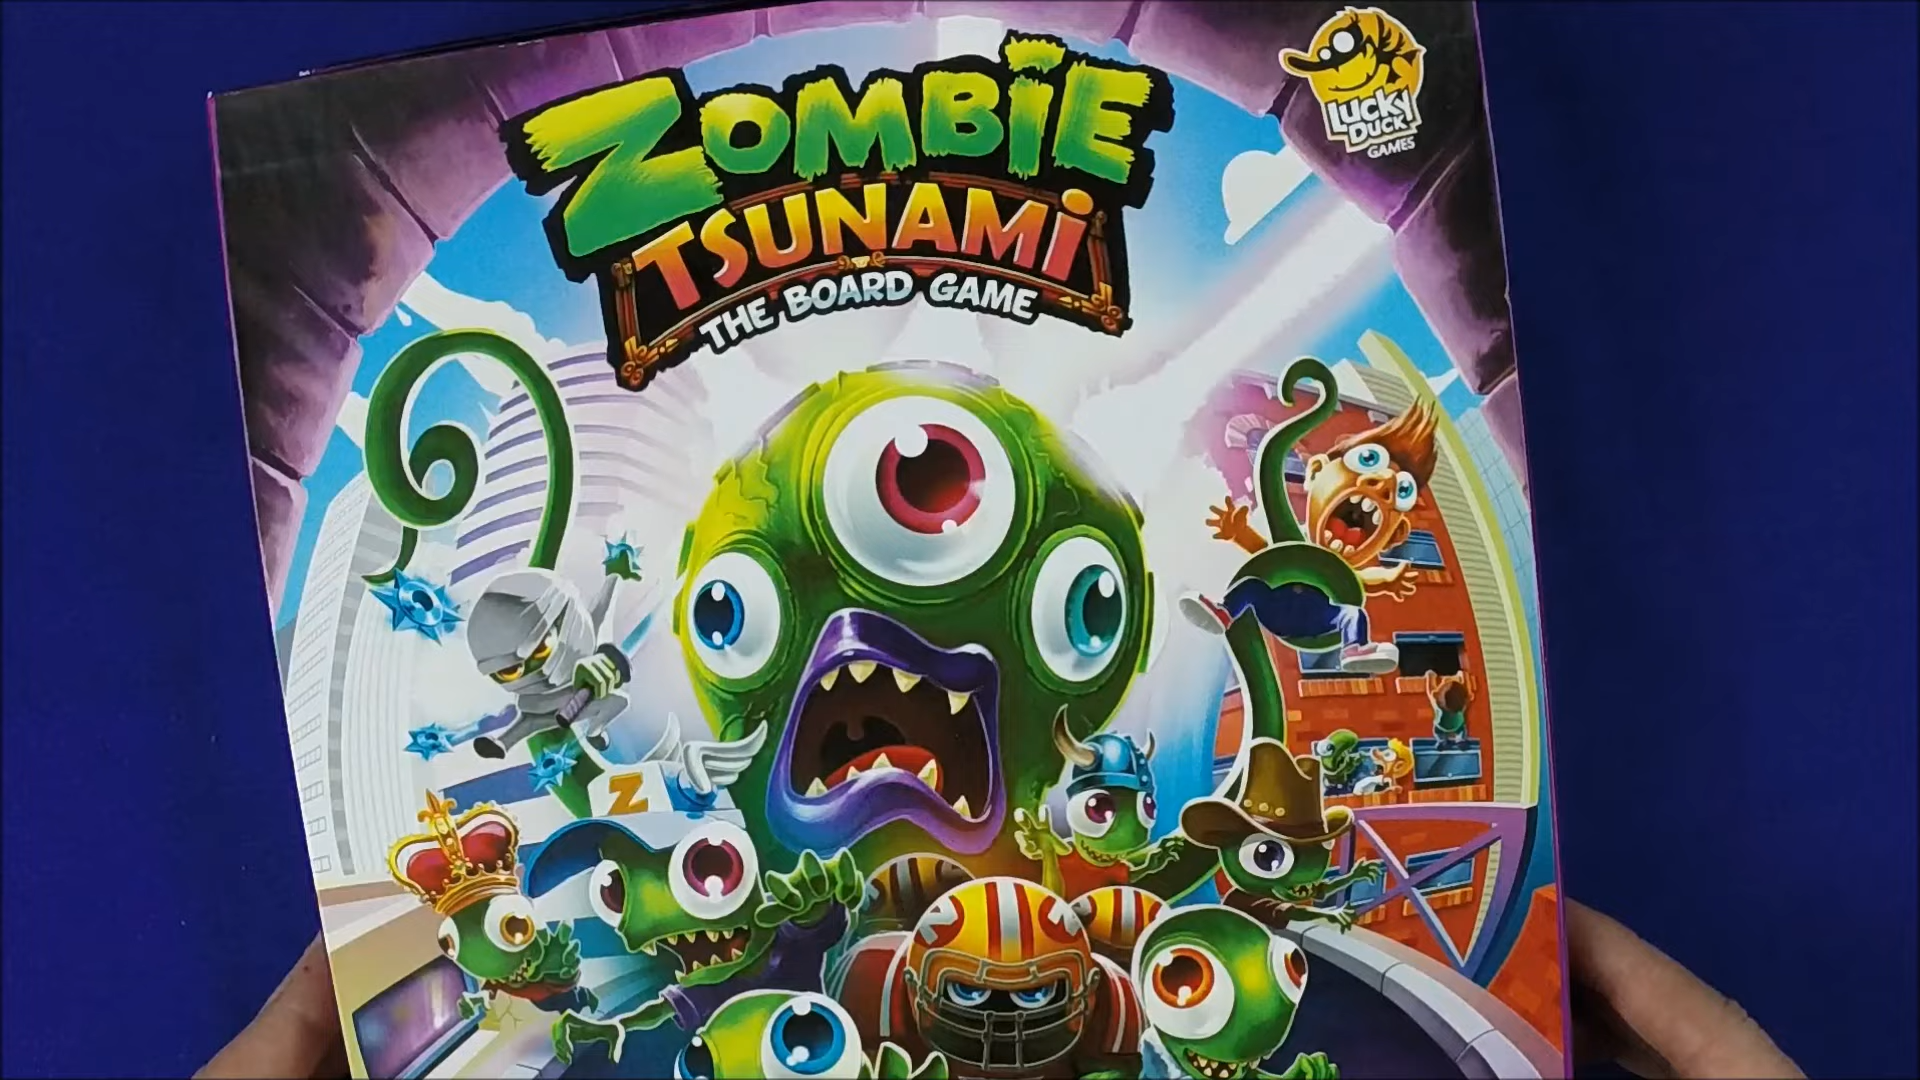 ZOMBiE
TSUNAMi
THE BOARD GAME
Lucky
Duck
GAMES
Z